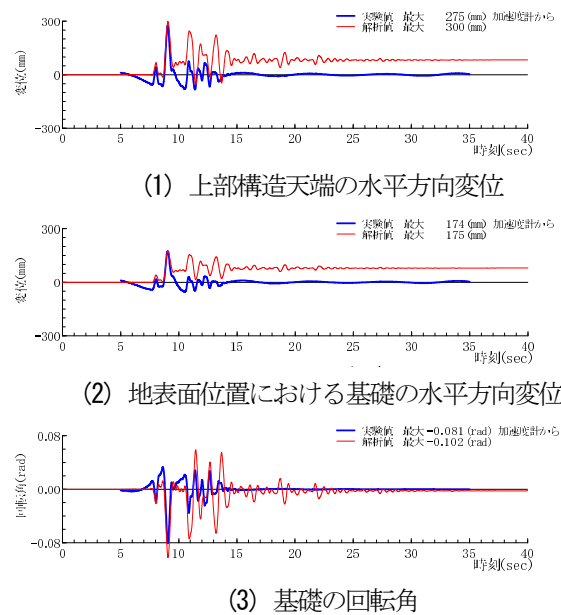 実験値 最大 275(mm) 加速度計から
解析値 最大 300(mm)
変位(mm)
300
0
-300
0 5 10 15 20 25 30 35 40
時刻(sec)
(1) 上部構造天端の水平方向変位
実験値 最大 174(mm) 加速度計から
解析値 最大 175(mm)
変位(mm)
300
0
-300
0 5 10 15 20 25 30 35 40
時刻(sec)
(2) 地表面位置における基礎の水平方向変位
実験値 最大-0.081(rad) 加速度計から
解析値 最大-0.102(rad)
回転角(rad)
0.08
0.00
-0.08
0 5 10 15 20 25 30 35 40
時刻(sec)
(3) 基礎の回転角